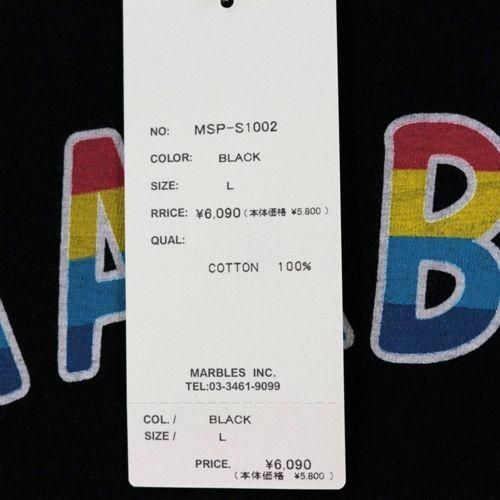 NO: MSP-S1002
COLOR: BLACK
SIZE: L
RRICE: ¥6,090(本体価格 ¥5.800)
QUAL:
COTTON 100%
A B
MARBLES INC.
TEL:03-3461-9099
COL./ BLACK
SIZE/ L
PRICE. ¥6,090
(本体価格 ¥5.800)